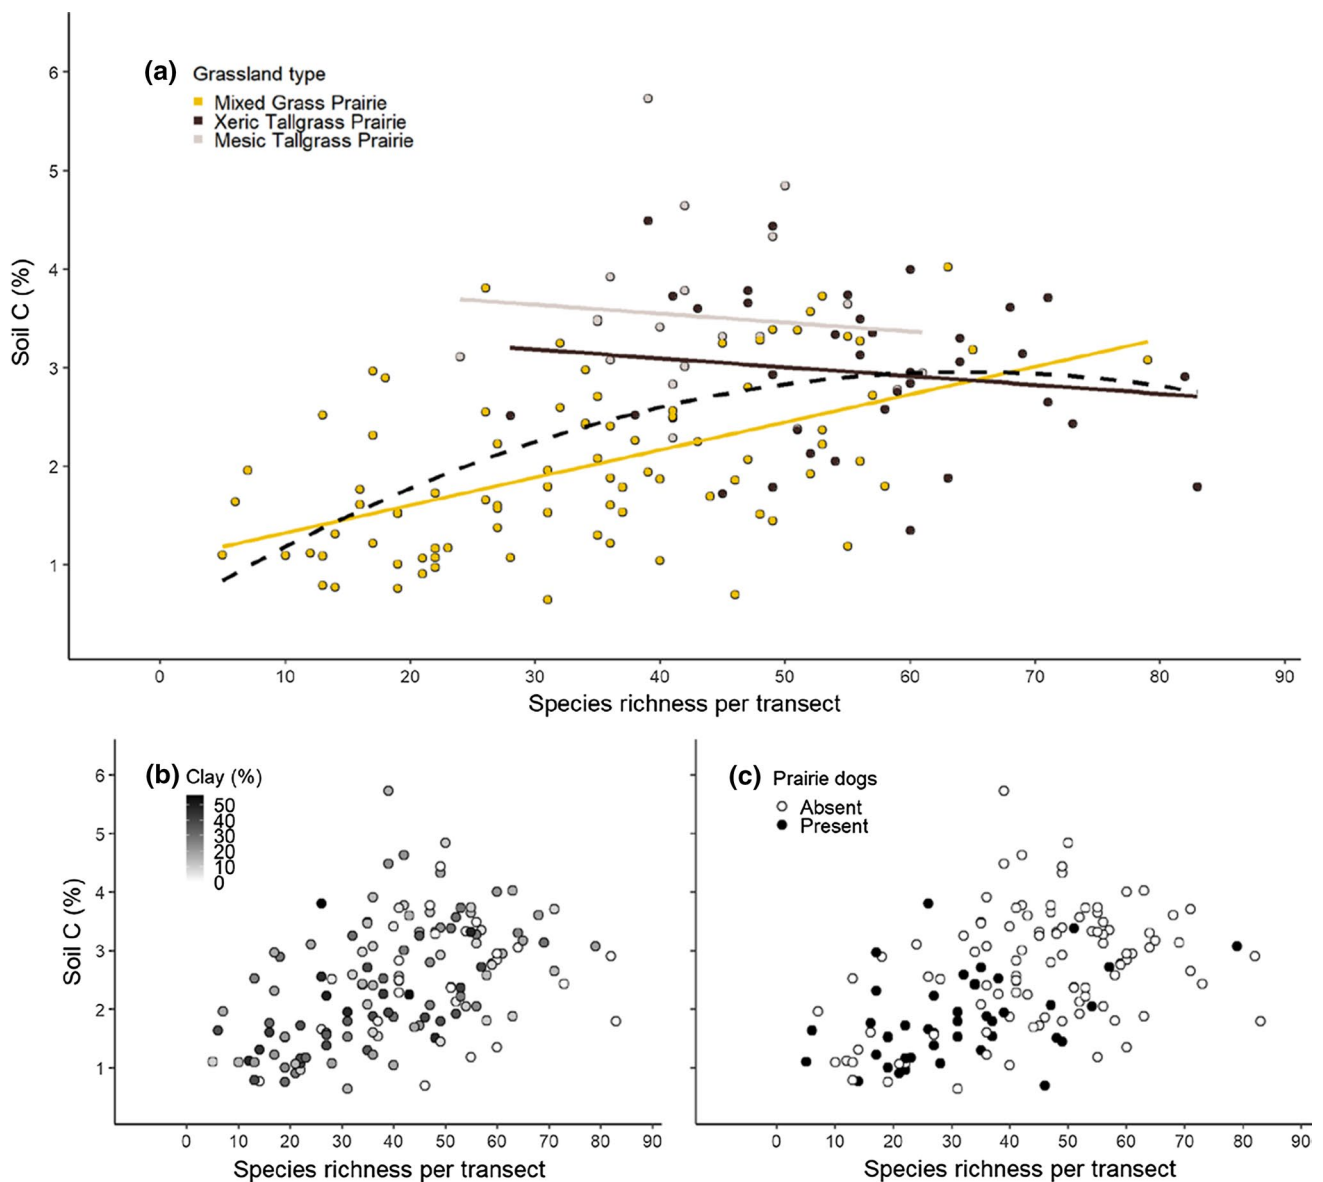 (a) Grassland type
Mixed Grass Prairie
Xeric Tallgrass Prairie
Mesic Tallgrass Prairie
6
5
4
3
2
1
Soil C (%)
0 10 20 30 40 50 60 70 80 90
Species richness per transect
(b) Clay (%)
50
40
30
20
10
0
6
5
4
3
2
1
Soil C (%)
0 10 20 30 40 50 60 70 80 90
Species richness per transect
(c) Prairie dogs
Absent
Present
0 10 20 30 40 50 60 70 80 90
Species richness per transect